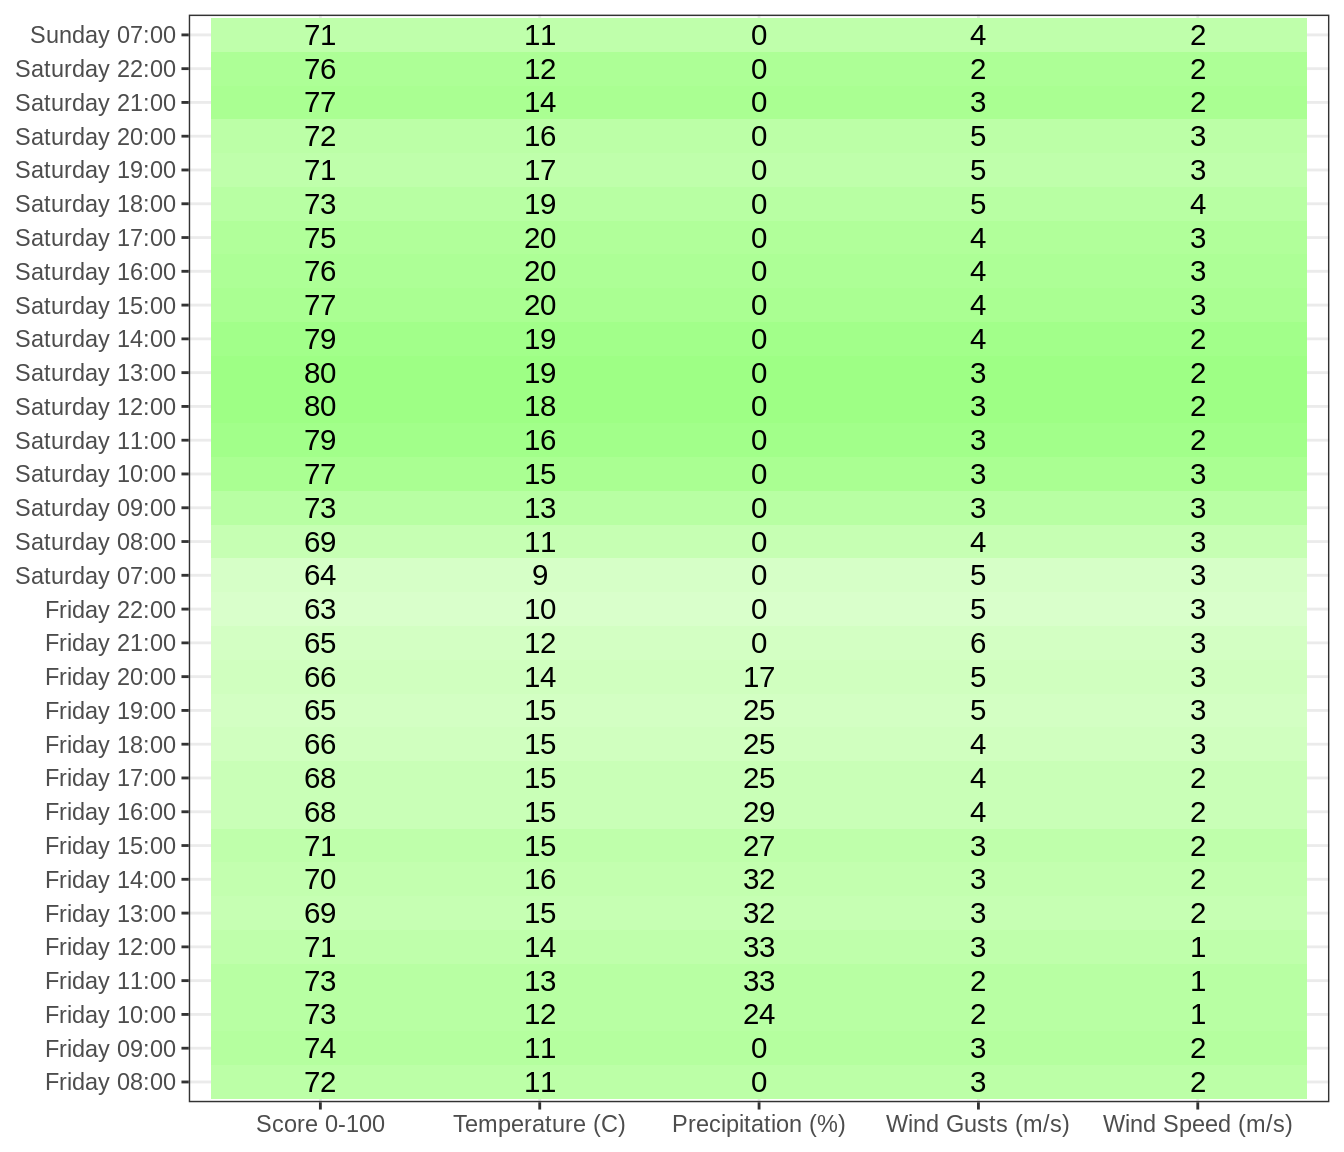 Sunday 07:00 71 11 0 4 2
Saturday 22:00 76 12 0 2 2
Saturday 21:00 77 14 0 3 2
Saturday 20:00 72 16 0 5 3
Saturday 19:00 71 17 0 5 3
Saturday 18:00 73 19 0 5 4
Saturday 17:00 75 20 0 4 3
Saturday 16:00 76 20 0 4 3
Saturday 15:00 77 20 0 4 3
Saturday 14:00 79 19 0 4 2
Saturday 13:00 80 19 0 3 2
Saturday 12:00 80 18 0 3 2
Saturday 11:00 79 16 0 3 2
Saturday 10:00 77 15 0 3 3
Saturday 09:00 73 13 0 3 3
Saturday 08:00 69 11 0 4 3
Saturday 07:00 64 9 0 5 3
Friday 22:00 63 10 0 5 3
Friday 21:00 65 12 0 6 3
Friday 20:00 66 14 17 5 3
Friday 19:00 65 15 25 5 3
Friday 18:00 66 15 25 4 3
Friday 17:00 68 15 25 4 2
Friday 16:00 68 15 29 4 2
Friday 15:00 71 15 27 3 2
Friday 14:00 70 16 32 3 2
Friday 13:00 69 15 32 3 2
Friday 12:00 71 14 33 3 1
Friday 11:00 73 13 33 2 1
Friday 10:00 73 12 24 2 1
Friday 09:00 74 11 0 3 2
Friday 08:00 72 11 0 3 2
Score 0-100 Temperature (C) Precipitation (%) Wind Gusts (m/s) Wind Speed (m/s)